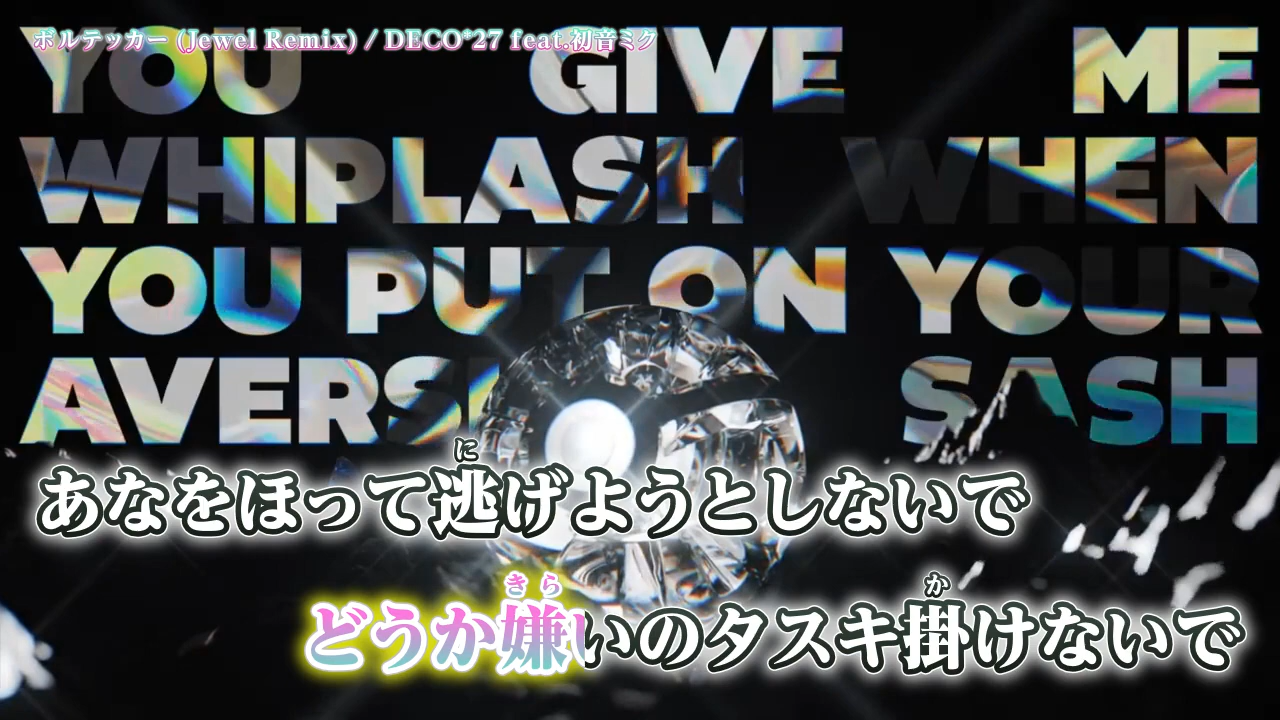 ボルテッカー (Jewel Remix) / DECO*27 feat.初音ミク
YOU GIVE ME
WHIPLASH WHEN
YOU PUT ON YOUR
SASH
に
あなをほって逃げようとしないで
きら か
どうか嫌いのタスキ掛けないで